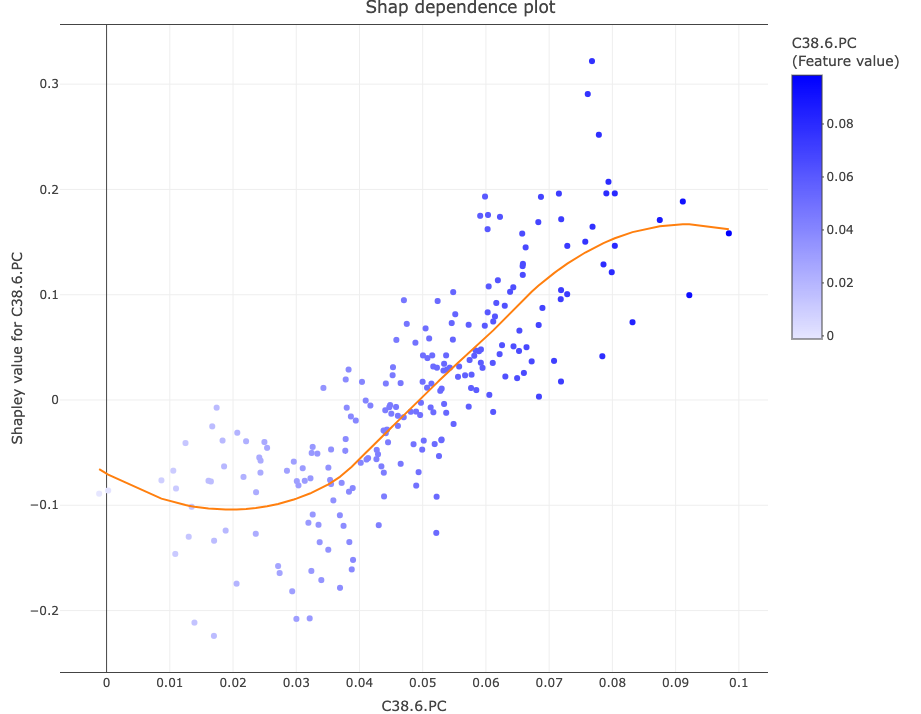 Shap dependence plot
C38.6.PC
(Feature value)
0.08
0.06
0.04
0.02
0
0.3
0.2
0.1
0
−0.1
−0.2
Shapley value for C38.6.PC
0 0.01 0.02 0.03 0.04 0.05 0.06 0.07 0.08 0.09 0.1
C38.6.PC